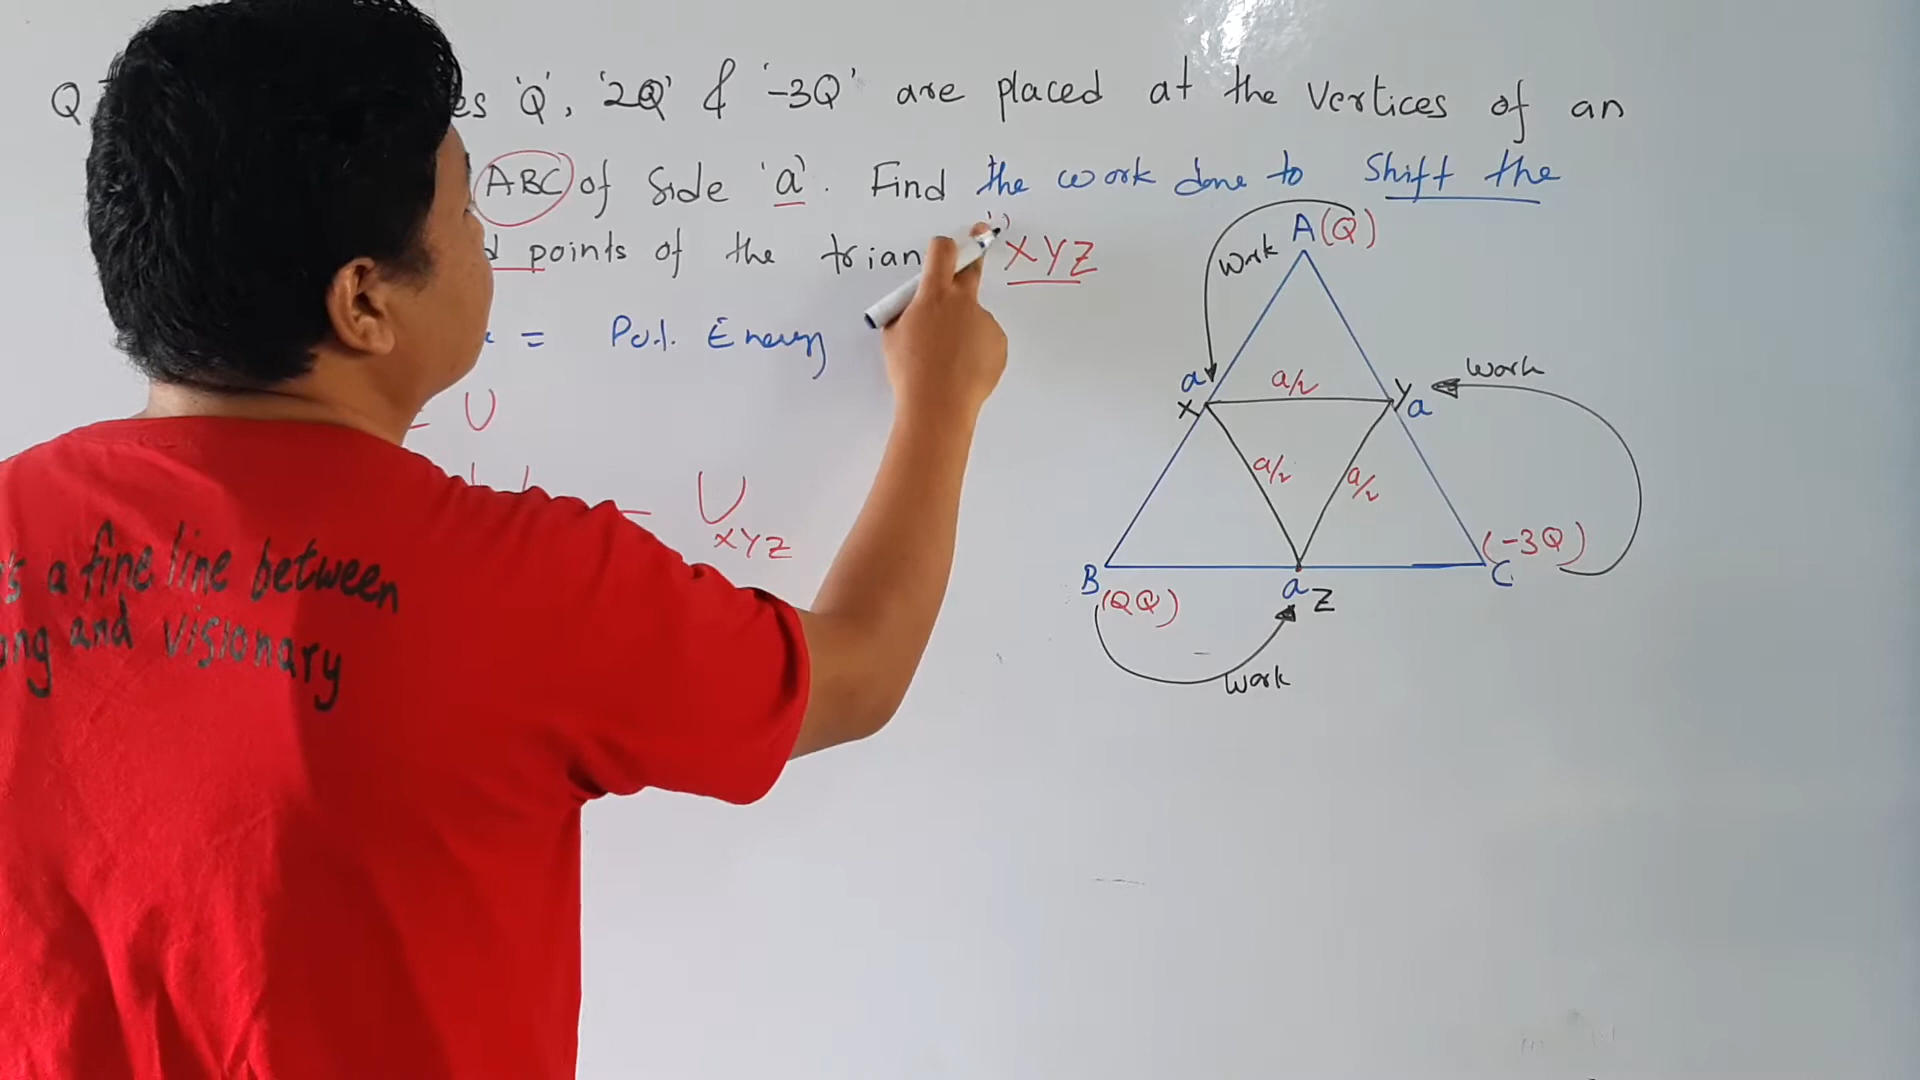 Q es 'Q', '2Q' & '-3Q' are placed at the Vertices of an
ABC of Side 'a'. Find the work done to Shift the
points of the trian XYZ
= Pot. Energy
= U
- U XYZ
A (Q)
Work
a
X
a/2
Y
a
Work
a/2
a/2
(-3Q)
B
(2Q)
a
Z
C
Work
's a fine line between
and visionary